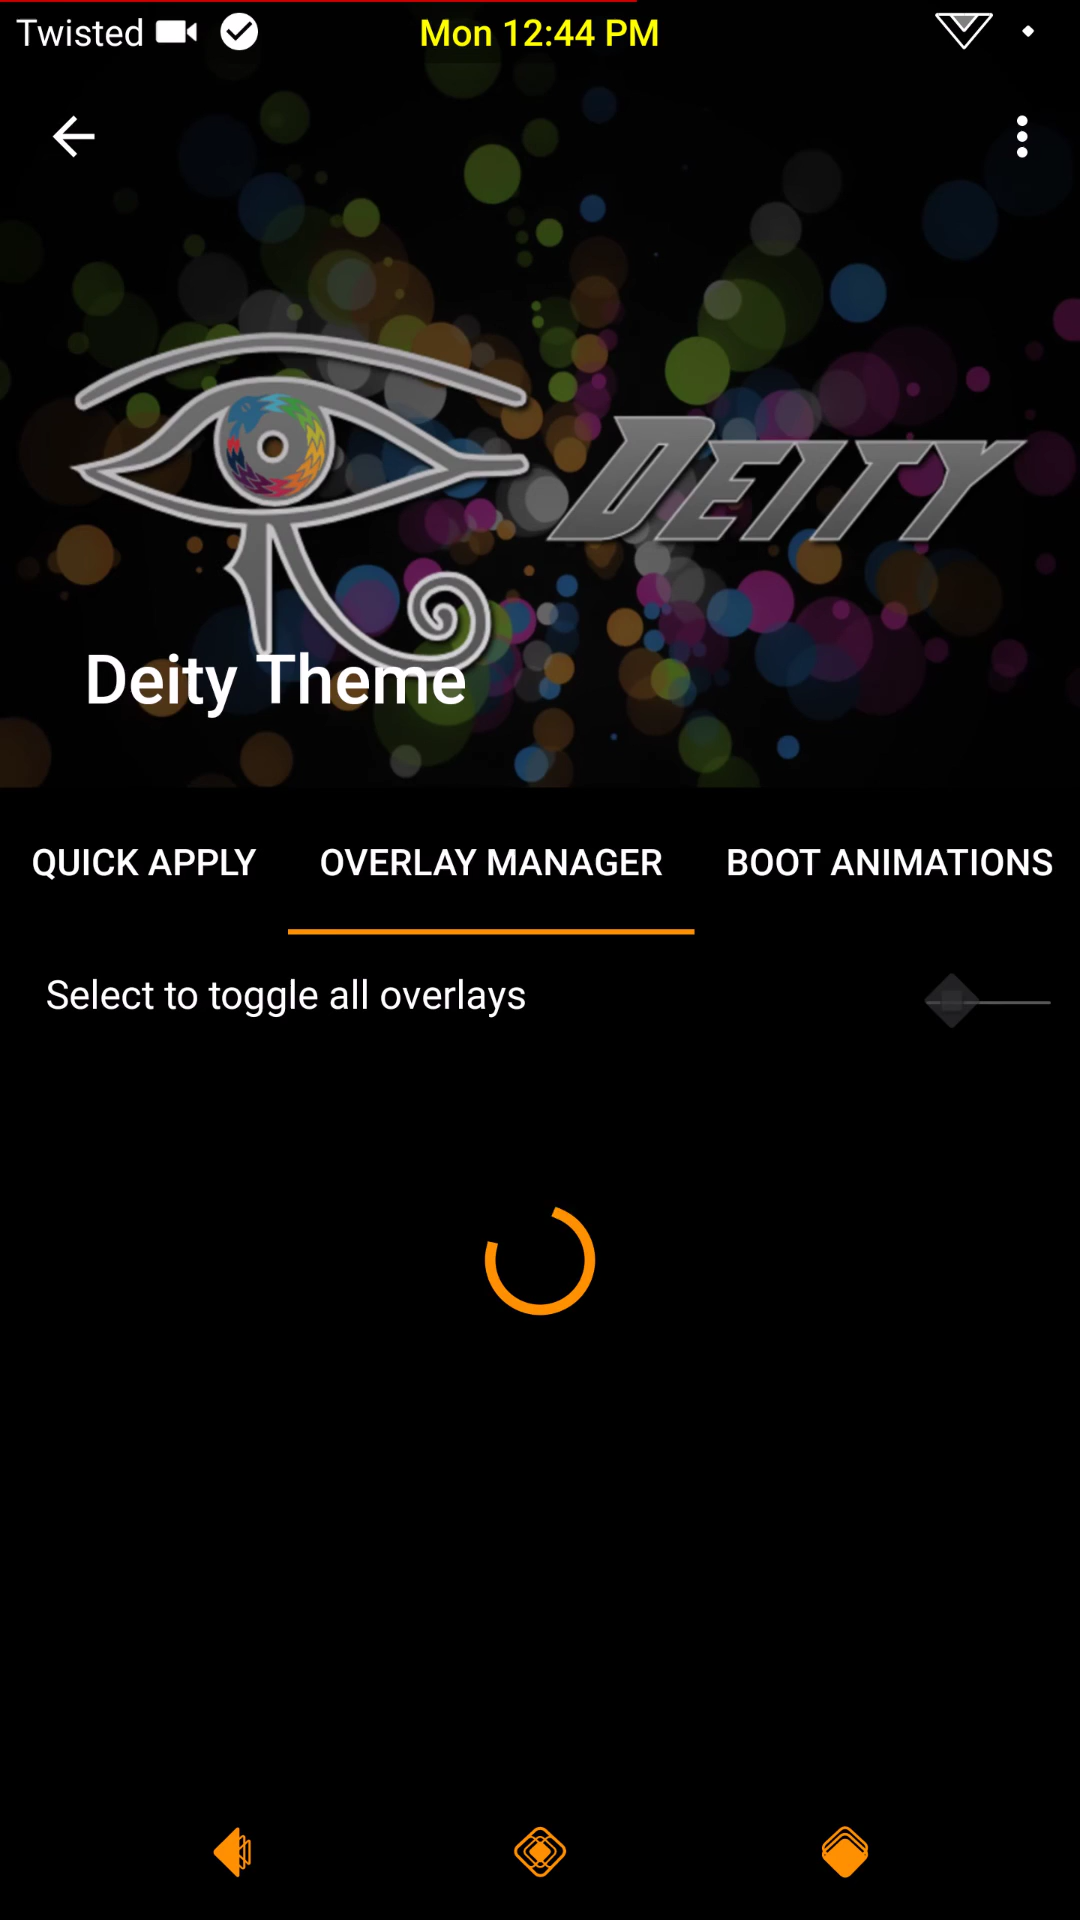 Twisted Mon 12:44 PM
DEITY
Deity Theme
QUICK APPLY OVERLAY MANAGER BOOT ANIMATIONS
Select to toggle all overlays